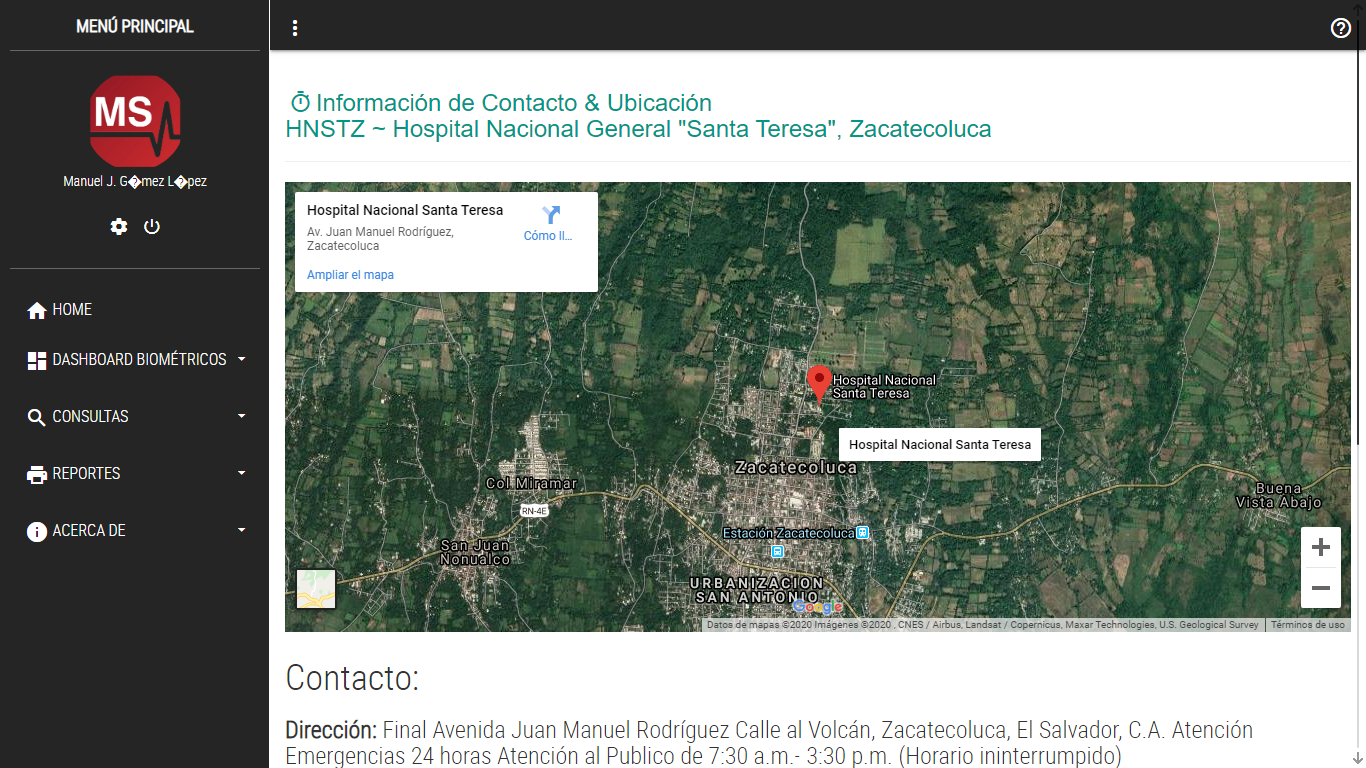 MENÚ PRINCIPAL
MS
Manuel J. G�mez L�pez
HOME
DASHBOARD BIOMÉTRICOS
CONSULTAS
REPORTES
ACERCA DE
Información de Contacto & Ubicación
HNSTZ ~ Hospital Nacional General "Santa Teresa", Zacatecoluca
Hospital Nacional Santa Teresa
Av. Juan Manuel Rodríguez,
Zacatecoluca
Cómo ll...
Ampliar el mapa
Hospital Nacional
Santa Teresa
Hospital Nacional Santa Teresa
Zacatecoluca
Col. Miramar
RN-4E
Buena
Vista Abajo
Estación Zacatecoluca
San Juan
Nonualco
URBANIZACION
SAN ANTONIO
Google
Datos de mapas ©2020 Imágenes ©2020 , CNES / Airbus, Landsat / Copernicus, Maxar Technologies, U.S. Geological Survey
Términos de uso
Contacto:
Dirección: Final Avenida Juan Manuel Rodríguez Calle al Volcán, Zacatecoluca, El Salvador, C.A. Atención
Emergencias 24 horas Atención al Publico de 7:30 a.m.- 3:30 p.m. (Horario ininterrumpido)